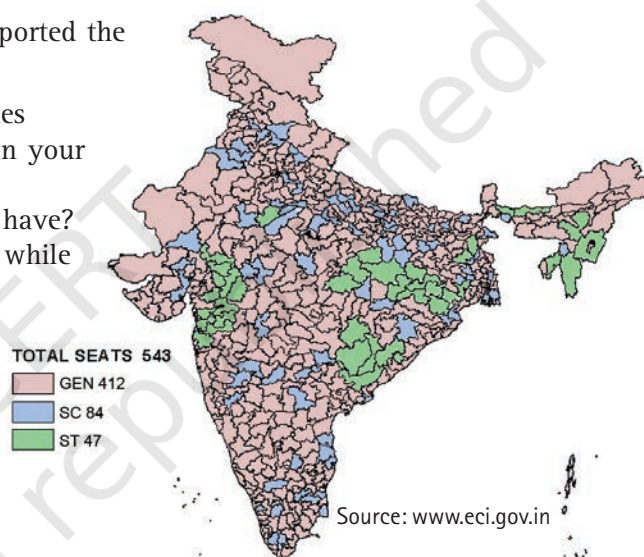 ported the
es
n your
have?
while
TOTAL SEATS 543
GEN 412
SC 84
ST 47
Source: www.eci.gov.in